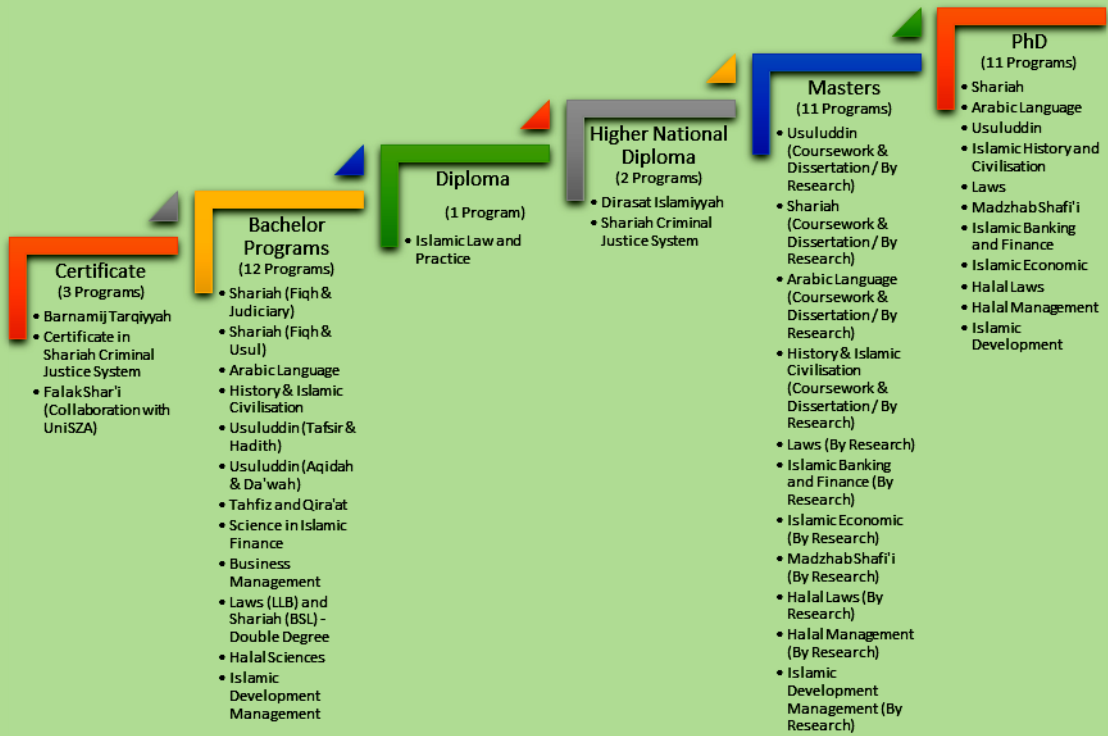 Certificate
(3 Programs)
• Barnamij Tarqiyyah
• Certificate in
Shariah Criminal
Justice System
• Falak Shar'i
(Collaboration with
UniSZA)
Bachelor
Programs
(12 Programs)
• Shariah (Fiqh &
Judiciary)
• Shariah (Fiqh &
Usul)
• Arabic Language
• History & Islamic
Civilisation
• Usuluddin (Tafsir &
Hadith)
• Usuluddin (Aqidah
& Da'wah)
• Tahfiz and Qira'at
• Science in Islamic
Finance
• Business
Management
• Laws (LLB) and
Shariah (BSL) -
Double Degree
• Halal Sciences
• Islamic
Development
Management
Diploma
(1 Program)
• Islamic Law and
Practice
Higher National
Diploma
(2 Programs)
• Dirasat Islamiyyah
• Shariah Criminal
Justice System
Masters
(11 Programs)
• Usuluddin
(Coursework &
Dissertation / By
Research)
• Shariah
(Coursework &
Dissertation / By
Research)
• Arabic Language
(Coursework &
Dissertation / By
Research)
• History & Islamic
Civilisation
(Coursework &
Dissertation / By
Research)
• Laws (By Research)
• Islamic Banking
and Finance (By
Research)
• Islamic Economic
(By Research)
• Madzhab Shafi'i
(By Research)
• Halal Laws (By
Research)
• Halal Management
(By Research)
• Islamic
Development
Management (By
Research)
PhD
(11 Programs)
• Shariah
• Arabic Language
• Usuluddin
• Islamic History and
Civilisation
• Laws
• Madzhab Shafi'i
• Islamic Banking
and Finance
• Islamic Economic
• Halal Laws
• Halal Management
• Islamic
Development